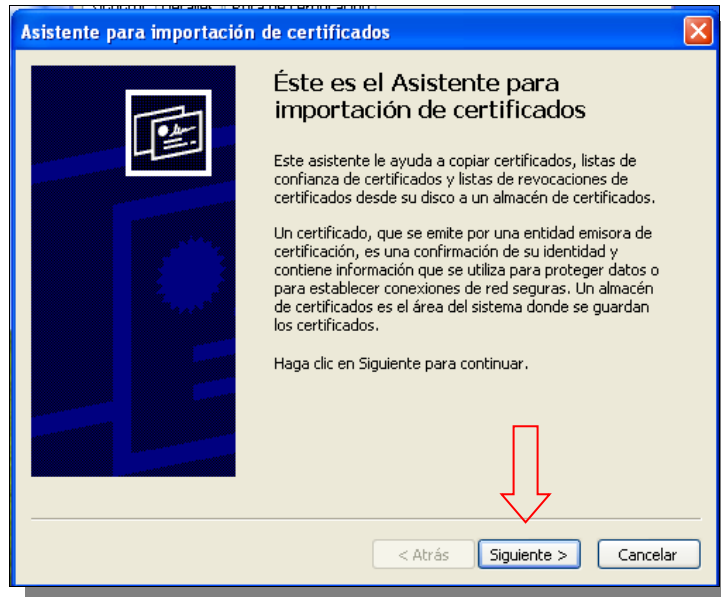 Asistente para importación de certificados
Éste es el Asistente para
importación de certificados
Este asistente le ayuda a copiar certificados, listas de
confianza de certificados y listas de revocaciones de
certificados desde su disco a un almacén de certificados.
Un certificado, que se emite por una entidad emisora de
certificación, es una confirmación de su identidad y
contiene información que se utiliza para proteger datos o
para establecer conexiones de red seguras. Un almacén
de certificados es el área del sistema donde se guardan
los certificados.
Haga clic en Siguiente para continuar.
< Atrás Siguiente > Cancelar